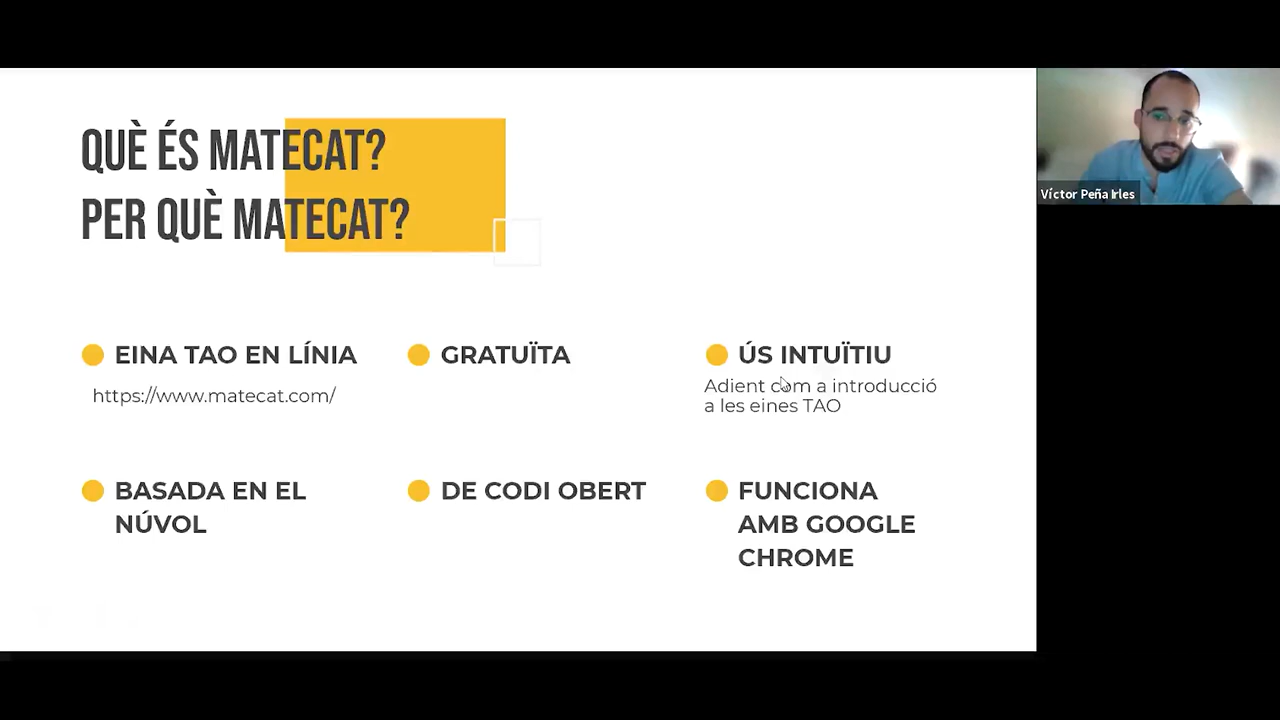 QUÈ ÉS MATECAT?
PER QUÈ MATECAT?
EINA TAO EN LÍNIA
https://www.matecat.com/
GRATUÏTA
ÚS INTUÏTIU
Adient com a introducció
a les eines TAO
BASADA EN EL
NÚVOL
DE CODI OBERT
FUNCIONA
AMB GOOGLE
CHROME
Víctor Peña Irles